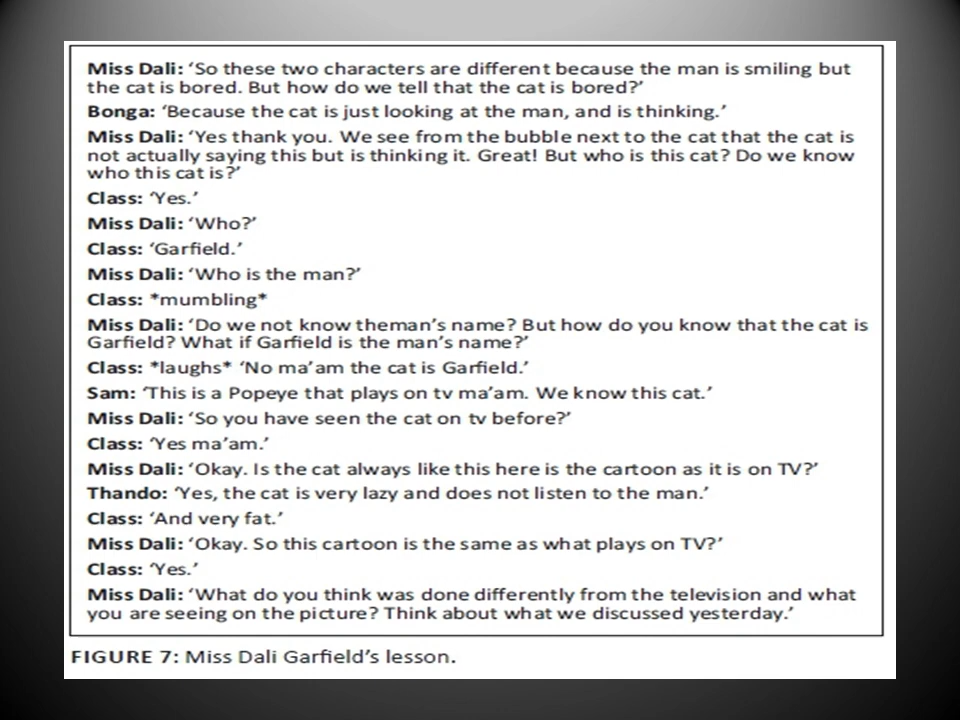 Miss Dali: ‘So these two characters are different because the man is smiling but
the cat is bored. But how do we tell that the cat is bored?’
Bonga: ‘Because the cat is just looking at the man, and is thinking.’
Miss Dali: ‘Yes thank you. We see from the bubble next to the cat that the cat is
not actually saying this but is thinking it. Great! But who is this cat? Do we know
who this cat is?’
Class: ‘Yes.’
Miss Dali: ‘Who?’
Class: ‘Garfield.’
Miss Dali: ‘Who is the man?’
Class: *mumbling*
Miss Dali: ‘Do we not know theman’s name? But how do you know that the cat is
Garfield? What if Garfield is the man’s name?’
Class: *laughs* ‘No ma’am the cat is Garfield.’
Sam: ‘This is a Popeye that plays on tv ma’am. We know this cat.’
Miss Dali: ‘So you have seen the cat on tv before?’
Class: ‘Yes ma’am.’
Miss Dali: ‘Okay. Is the cat always like this here is the cartoon as it is on TV?’
Thando: ‘Yes, the cat is very lazy and does not listen to the man.’
Class: ‘And very fat.’
Miss Dali: ‘Okay. So this cartoon is the same as what plays on TV?’
Class: ‘Yes.’
Miss Dali: ‘What do you think was done differently from the television and what
you are seeing on the picture? Think about what we discussed yesterday.’
FIGURE 7: Miss Dali Garfield’s lesson.